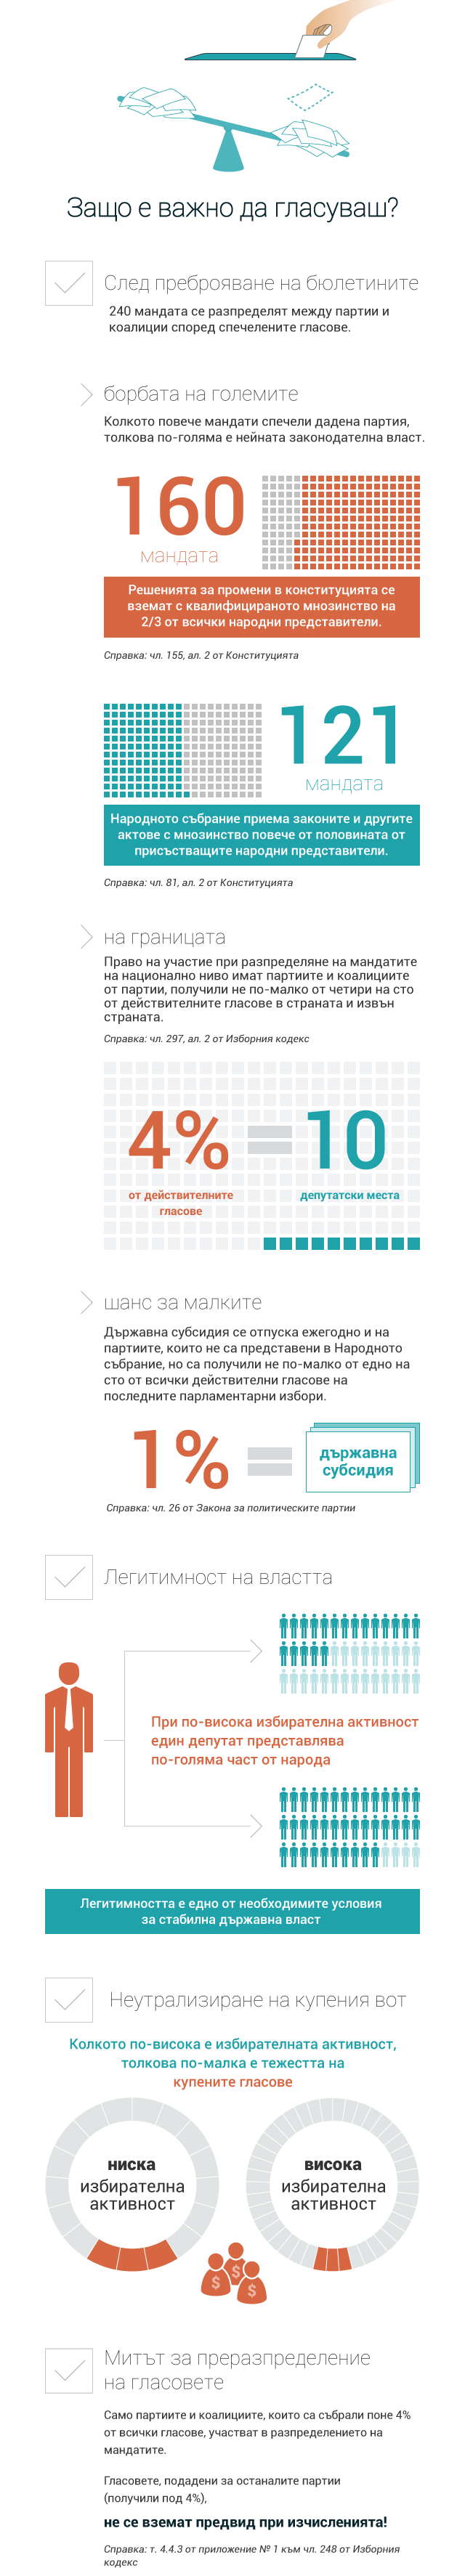 Защо е важно да гласуваш?
След преброяване на бюлетините
240 мандата се разпределят между партии и
коалиции според спечелените гласове.
борбата на големите
Колкото повече мандати спечели дадена партия,
толкова по-голяма е нейната законодателна власт.
160
мандата
Решенията за промени в конституцията се
вземат с квалифицираното мнозинство на
2/3 от всички народни представители.
Справка: чл. 155, ал. 2 от Конституцията
121
мандата
Народното събрание приема законите и другите
актове с мнозинство повече от половината от
присъстващите народни представители.
Справка: чл. 81, ал. 2 от Конституцията
на границата
Право на участие при разпределяне на мандатите
на национално ниво имат партиите и коалициите
от партии, получили не по-малко от четири на сто
от действителните гласове в страната и извън
страната.
Справка: чл. 297, ал. 2 от Изборния кодекс
4% = 10
от действителните
гласове
депутатски места
шанс за малките
Държавна субсидия се отпуска ежегодно и на
партиите, които не са представени в Народното
събрание, но са получили не по-малко от едно на
сто от всички действителни гласове на
последните парламентарни избори.
1% =
държавна
субсидия
Справка: чл. 26 от Закона за политическите партии
Легитимност на властта
При по-висока избирателна активност
един депутат представлява
по-голяма част от народа
Легитимността е едно от необходимите условия
за стабилна държавна власт
Неутрализиране на купения вот
Колкото по-висока е избирателната активност,
толкова по-малка е тежестта на
купените гласове
ниска
избирателна
активност
висока
избирателна
активност
$
$
$
Митът за преразпределение
на гласовете
Само партиите и коалициите, които са събрали поне 4%
от всички гласове, участват в разпределението на
мандатите.
Гласовете, подадени за останалите партии
(получили под 4%),
не се вземат предвид при изчисленията!
Справка: т. 4.4.3 от приложение № 1 към чл. 248 от Изборния
кодекс